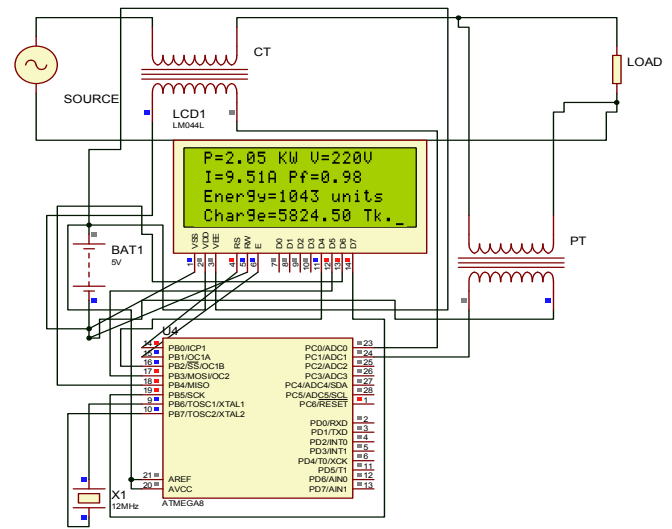 CT
LOAD
SOURCE
LCD1
LM044L
P=2.05 KW V=220V
I=9.51A Pf=0.98
Energy=1043 units
Charge=5824.50 Tk._
PT
BAT1
5V
VSS VDD VEE RS RW E D0 D1 D2 D3 D4 D5 D6 D7
1 2 3 4 5 6 7 8 9 10 11 12 13 14
U4
14 PB0/ICP1 PC0/ADC0 23
15 PB1/OC1A PC1/ADC1 24
16 PB2/SS/OC1B PC2/ADC2 25
17 PB3/MOSI/OC2 PC3/ADC3 26
18 PB4/MISO PC4/ADC4/SDA 27
19 PB5/SCK PC5/ADC5/SCL 28
9 PB6/TOSC1/XTAL1 PC6/RESET 1
10 PB7/TOSC2/XTAL2
PD0/RXD 2
PD1/TXD 3
PD2/INT0 4
PD3/INT1 5
PD4/T0/XCK 6
PD5/T1 11
21 AREF PD6/AIN0 12
20 AVCC PD7/AIN1 13
ATMEGA8
X1
12MHz